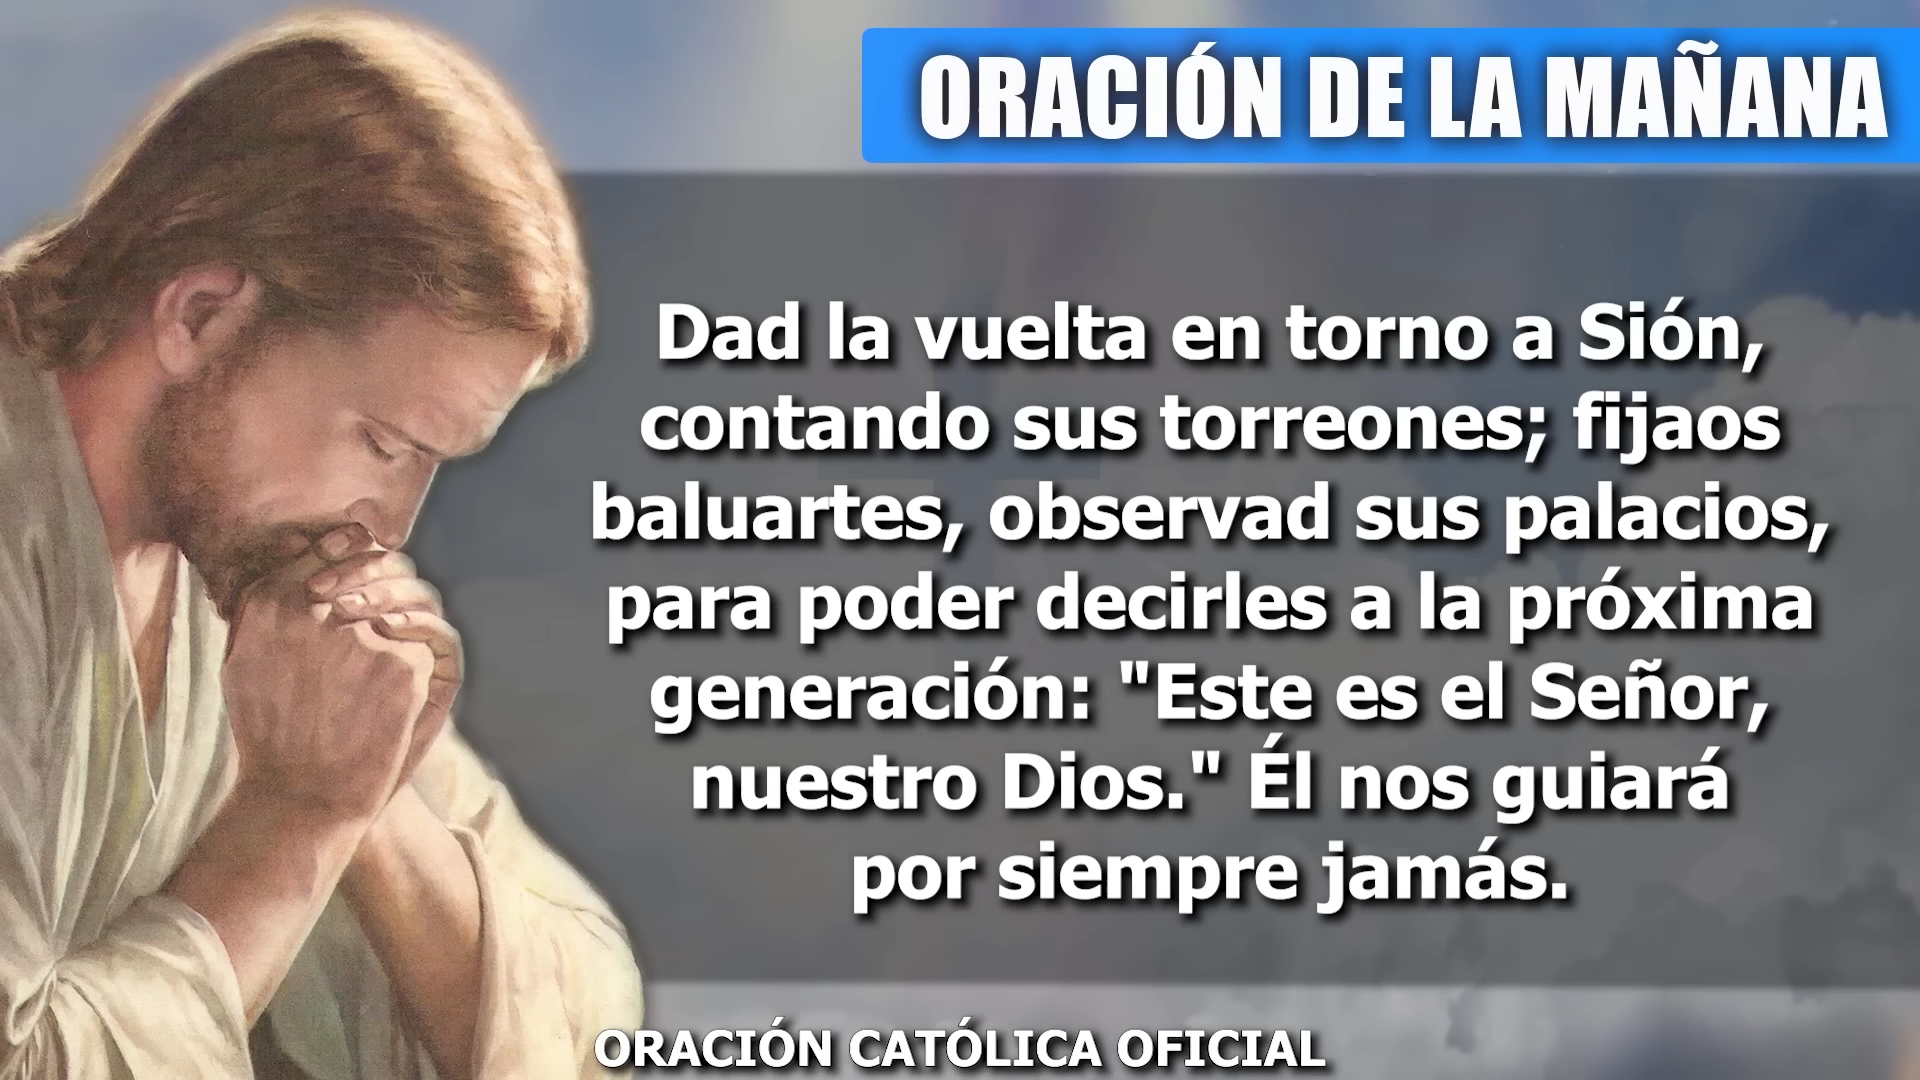 ORACIÓN DE LA MAÑANA
Dad la vuelta en torno a Sión,
contando sus torreones; fijaos
baluartes, observad sus palacios,
para poder decirles a la próxima
generación: "Este es el Señor,
nuestro Dios." Él nos guiará
por siempre jamás.
ORACIÓN CATÓLICA OFICIAL